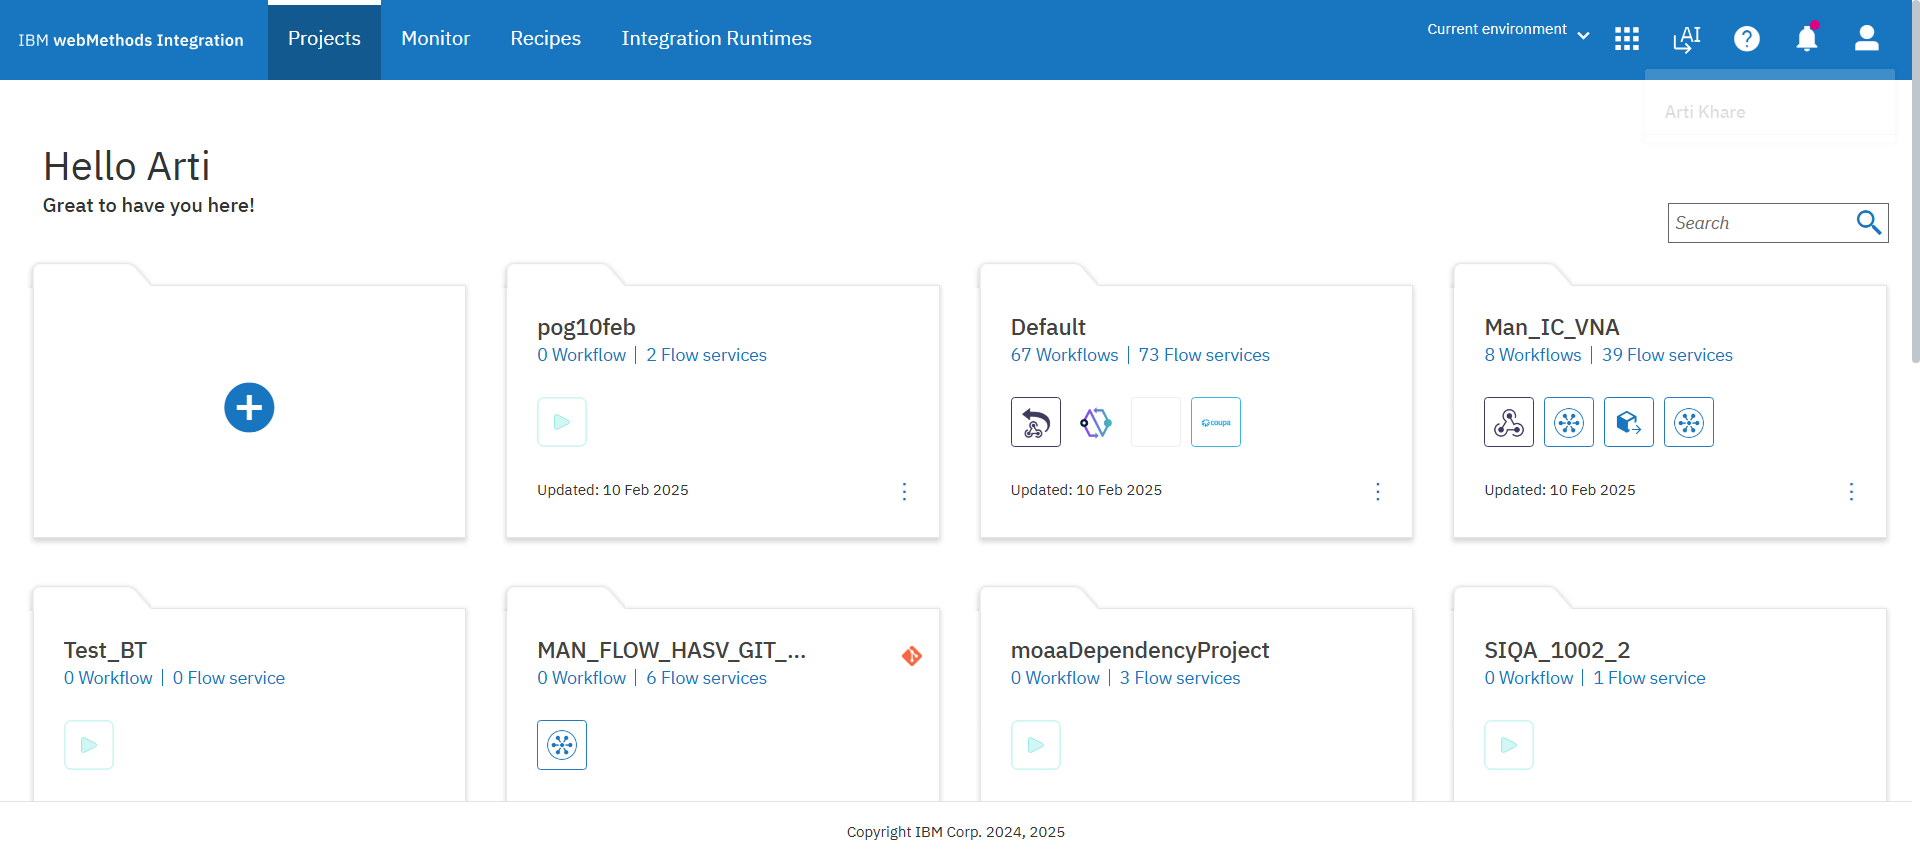 IBM webMethods Integration
Projects
Monitor
Recipes
Integration Runtimes
Current environment
AI
?
Arti Khare
Hello Arti
Great to have you here!
Search
pog10feb
0 Workflow | 2 Flow services
Updated: 10 Feb 2025
Default
67 Workflows | 73 Flow services
coupa
Updated: 10 Feb 2025
Man_IC_VNA
8 Workflows | 39 Flow services
Updated: 10 Feb 2025
Test_BT
0 Workflow | 0 Flow service
MAN_FLOW_HASV_GIT_...
0 Workflow | 6 Flow services
moaaDependencyProject
0 Workflow | 3 Flow services
SIQA_1002_2
0 Workflow | 1 Flow service
Copyright IBM Corp. 2024, 2025